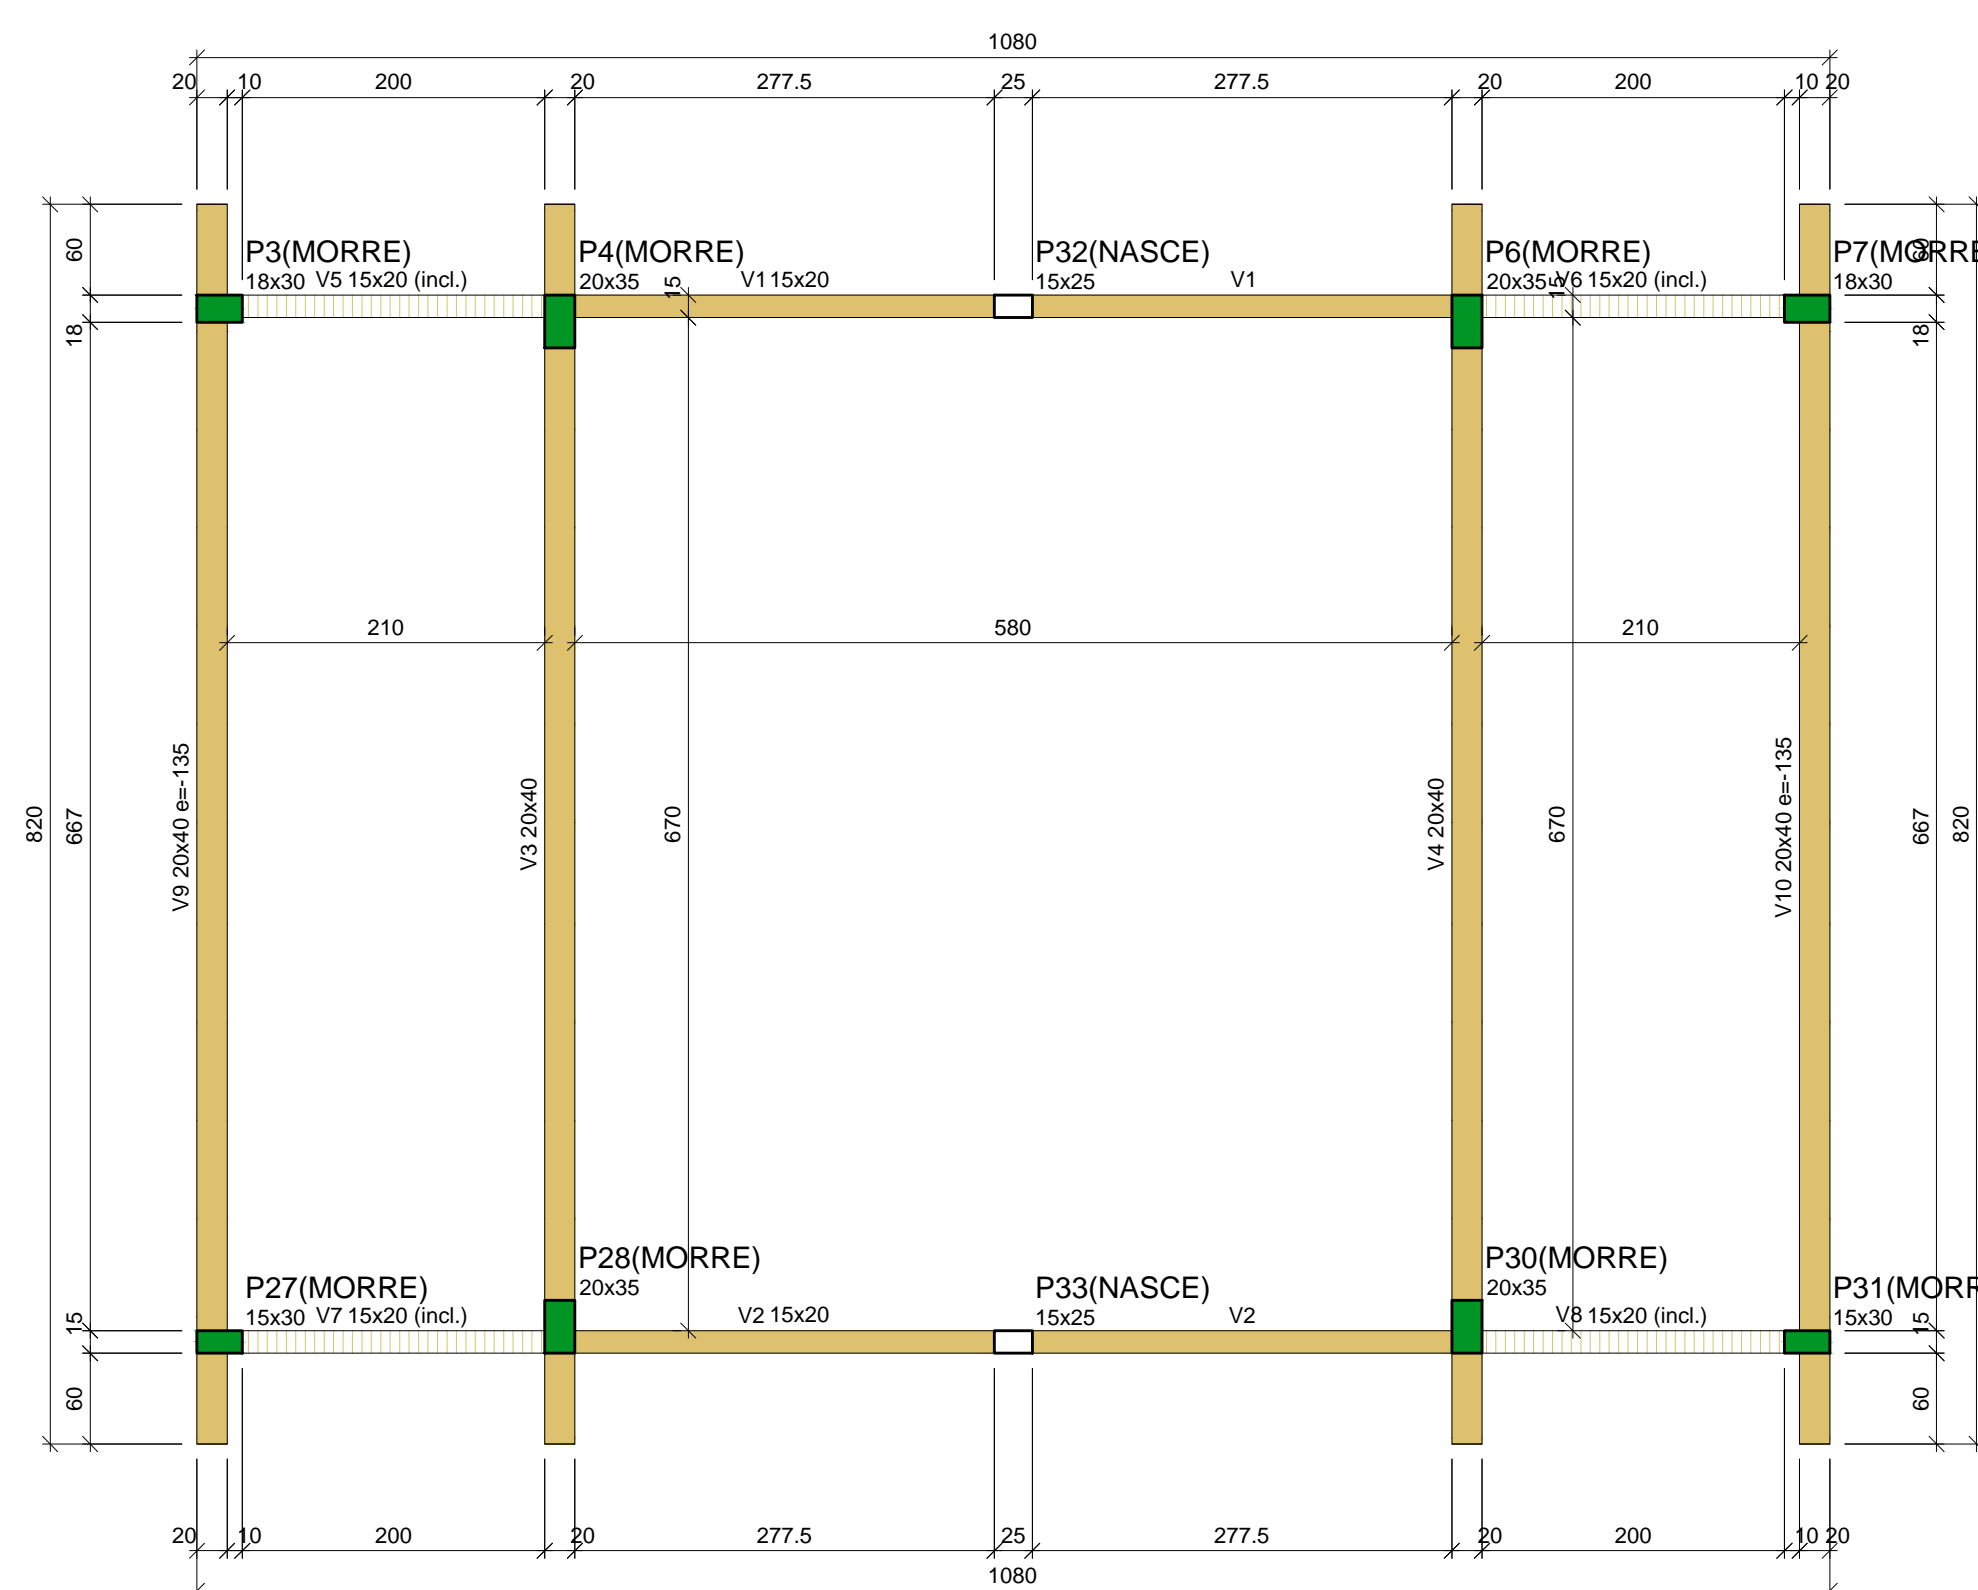 1080
20 10 200 20 277.5 25 277.5 20 200 10 20
P3(MORRE) P4(MORRE) P32(NASCE) P6(MORRE)
18x30 V5 15x20 (incl.) 20x35 15 V1 15x20 15x25 V1 20x35 15 V6 15x20 (incl.) 18x30
P7(MORRE
60 60
18 18
210 580 210
V9 20x40 e=-135
V3 20x40
V4 20x40
V10 20x40 e=-135
820 667 670 670 667 820
P28(MORRE) P30(MORRE)
20x35 20x35
P27(MORRE) P33(NASCE) P31(MORR
15 15x30 V7 15x20 (incl.) V2 15x20 15x25 V2 V8 15x20 (incl.) 15x30 15
60 60
20 10 200 20 277.5 25 277.5 20 200 10 20
1080